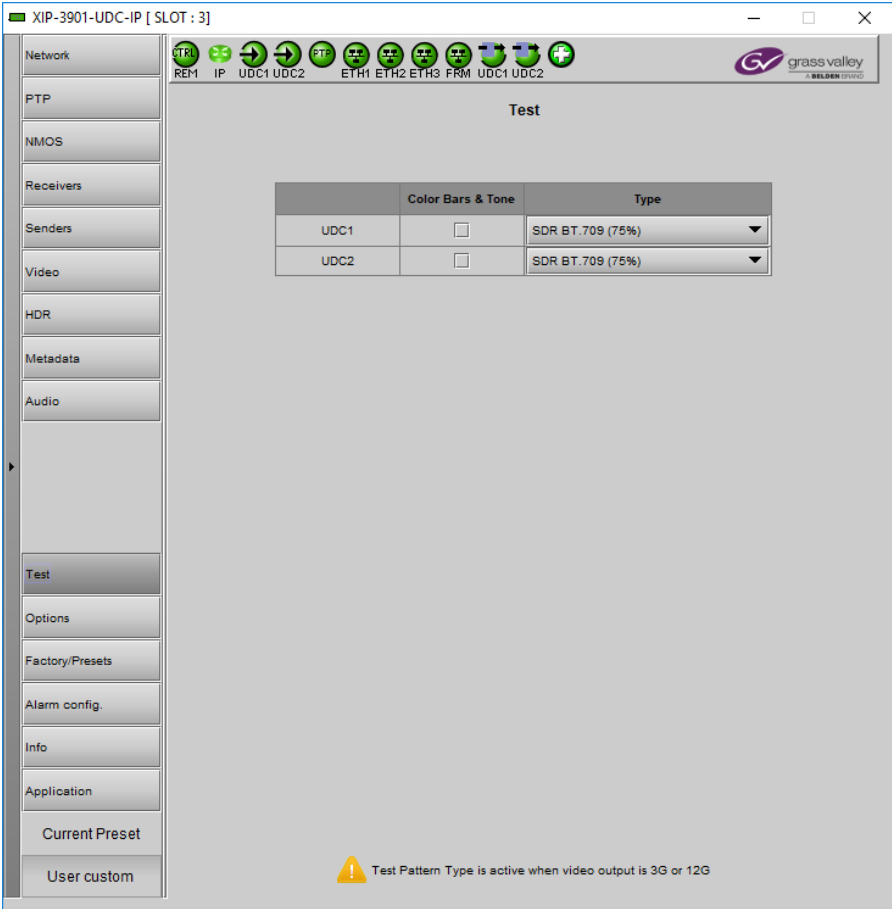 XIP-3901-UDC-IP [ SLOT : 3]
CTRL PTP
REM IP UDC1 UDC2 ETH1 ETH2 ETH3 FRM UDC1 UDC2
GV grass valley
A BELDEN BRAND
Network
PTP
NMOS
Receivers
Senders
Video
HDR
Metadata
Audio
Test
Options
Factory/Presets
Alarm config.
Info
Application
Current Preset
User custom
Test
Color Bars & Tone Type
UDC1 SDR BT.709 (75%)
UDC2 SDR BT.709 (75%)
Test Pattern Type is active when video output is 3G or 12G